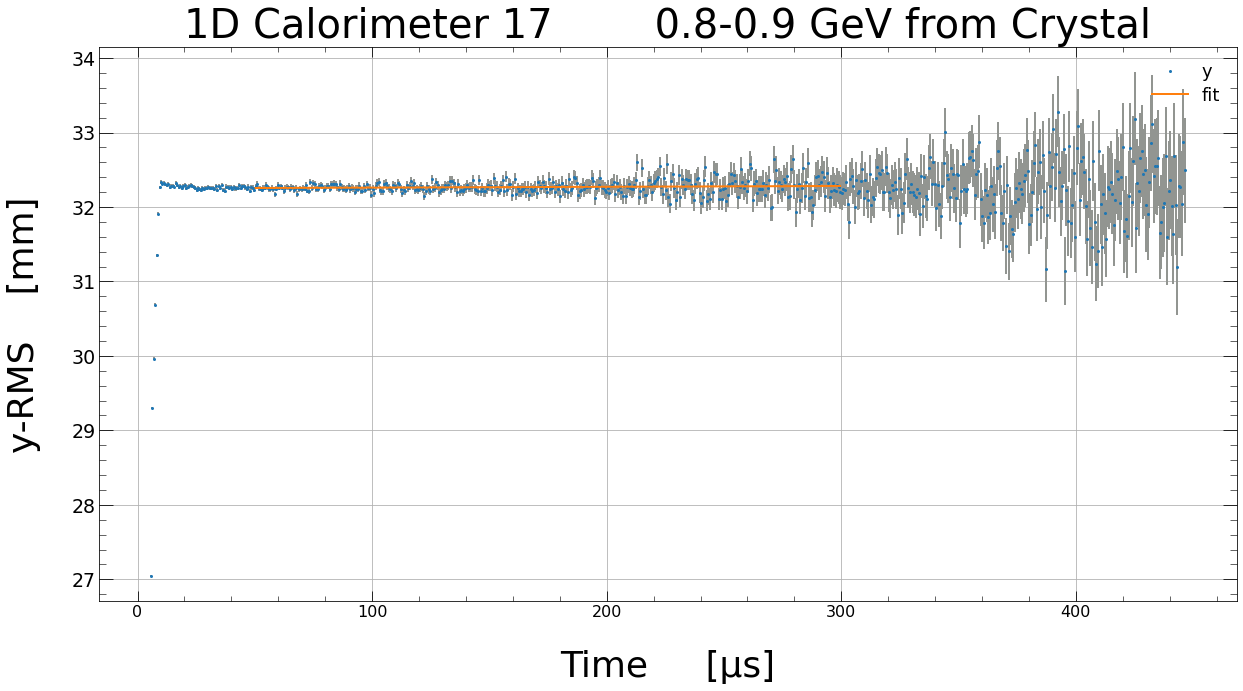 1D Calorimeter 17 0.8-0.9 GeV from Crystal
y
fit
34
33
32
31
30
29
28
27
y-RMS [mm]
0 100 200 300 400
Time [µs]